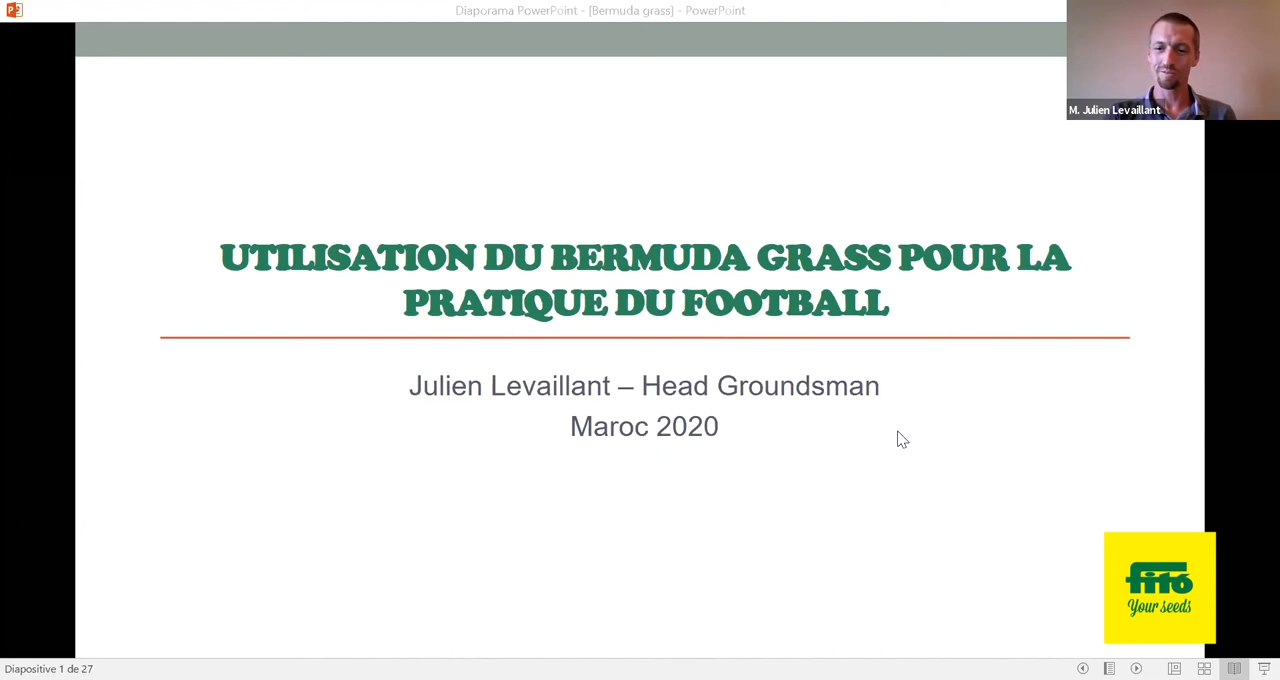 Diaporama PowerPoint - [Bermuda grass] - PowerPoint
M. Julien Levaillant
UTILISATION DU BERMUDA GRASS POUR LA
PRATIQUE DU FOOTBALL
Julien Levaillant – Head Groundsman
Maroc 2020
fitó
Your seeds
Diapositive 1 de 27